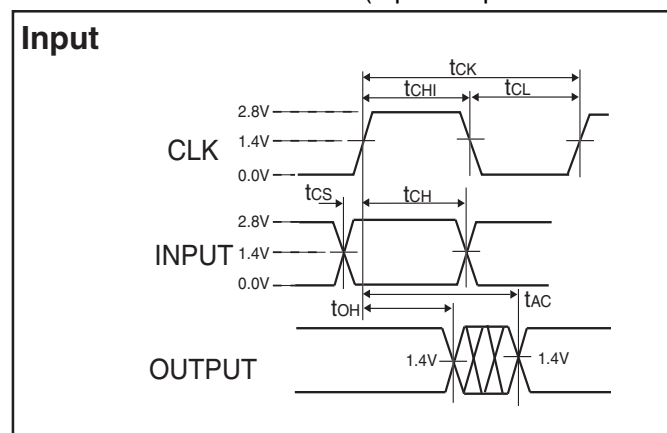 Input
tCK
tCHI
tCL
2.8V
CLK
1.4V
0.0V
tCS
tCH
2.8V
INPUT
1.4V
0.0V
tOH
tAC
1.4V
1.4V
OUTPUT